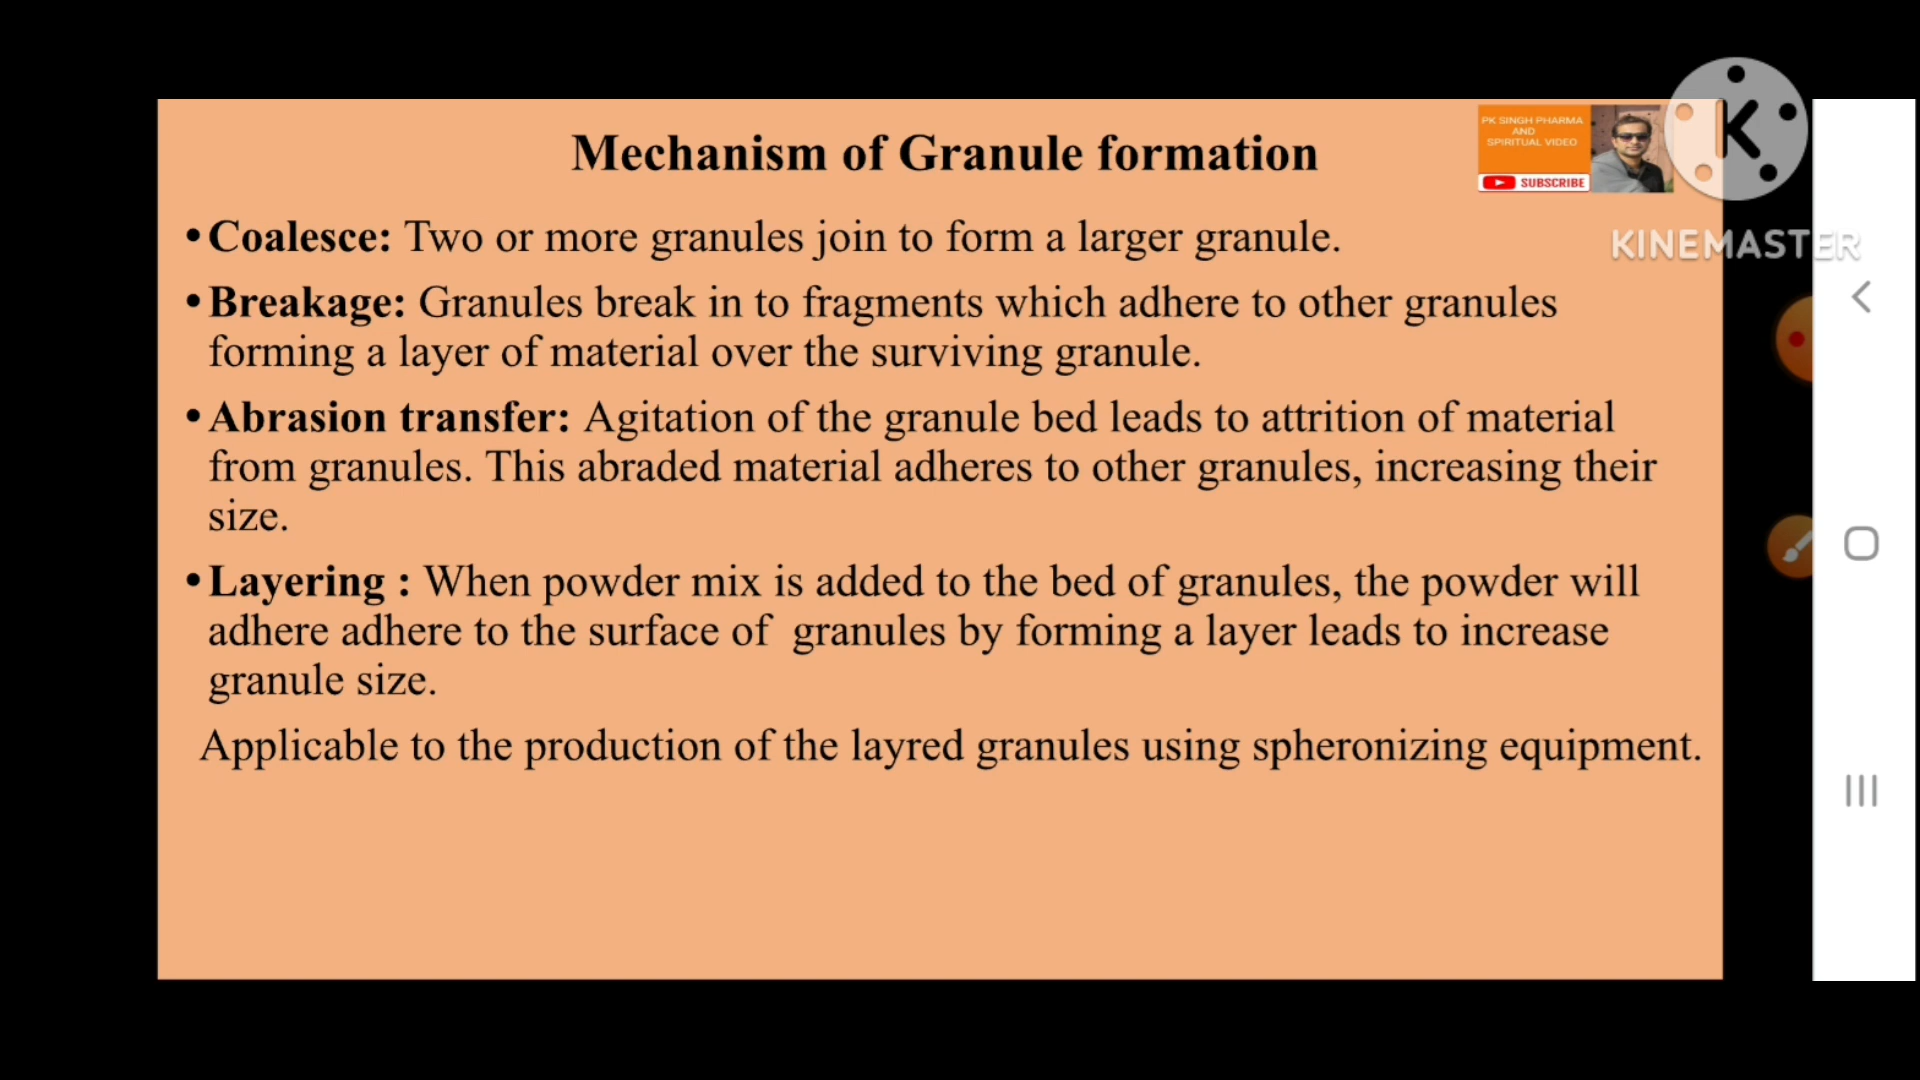 Mechanism of Granule formation
PK SINGH PHARMA
AND
SPIRITUAL VIDEO
SUBSCRIBE
K
KINEMASTER
• Coalesce: Two or more granules join to form a larger granule.
• Breakage: Granules break in to fragments which adhere to other granules
forming a layer of material over the surviving granule.
• Abrasion transfer: Agitation of the granule bed leads to attrition of material
from granules. This abraded material adheres to other granules, increasing their
size.
• Layering : When powder mix is added to the bed of granules, the powder will
adhere adhere to the surface of granules by forming a layer leads to increase
granule size.
Applicable to the production of the layred granules using spheronizing equipment.